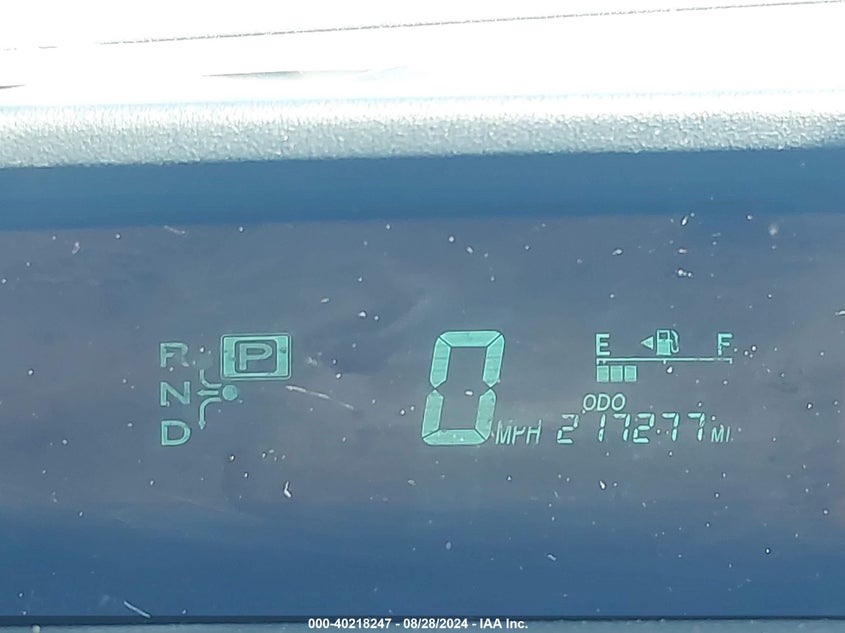 R P
N
D
0 MPH
E F
ODO
217277 MI
000-40218247 - 08/28/2024 - IAA Inc.